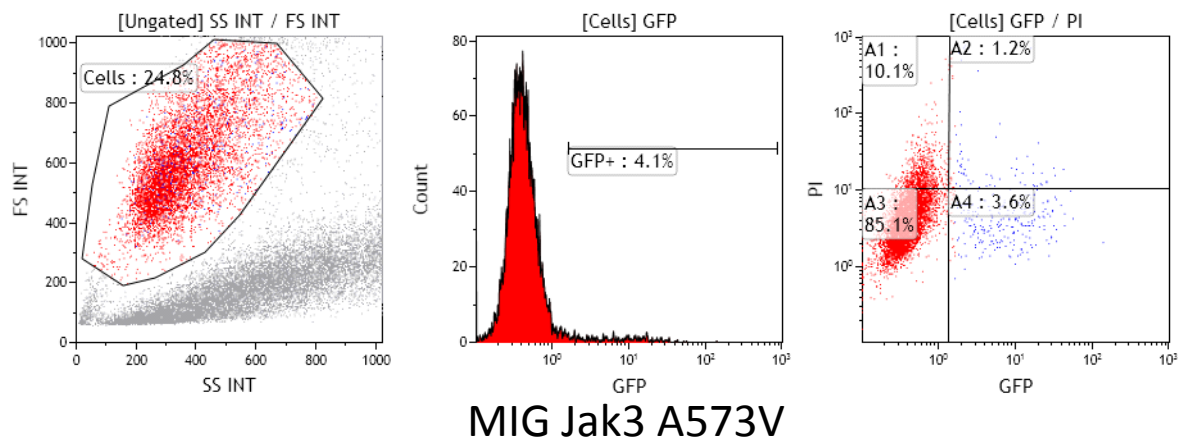 [Ungated] SS INT / FS INT
Cells : 24.8%
1000
800
600
400
200
0
FS INT
0 200 400 600 800 1000
SS INT
[Cells] GFP
80
60
40
20
0
Count
GFP+ : 4.1%
10⁰ 10¹ 10² 10³
GFP
[Cells] GFP / PI
10³
10²
10¹
10⁰
PI
A1 :
10.1%
A2 : 1.2%
A3 :
85.1%
A4 : 3.6%
10⁰ 10¹ 10² 10³
GFP
MIG Jak3 A573V